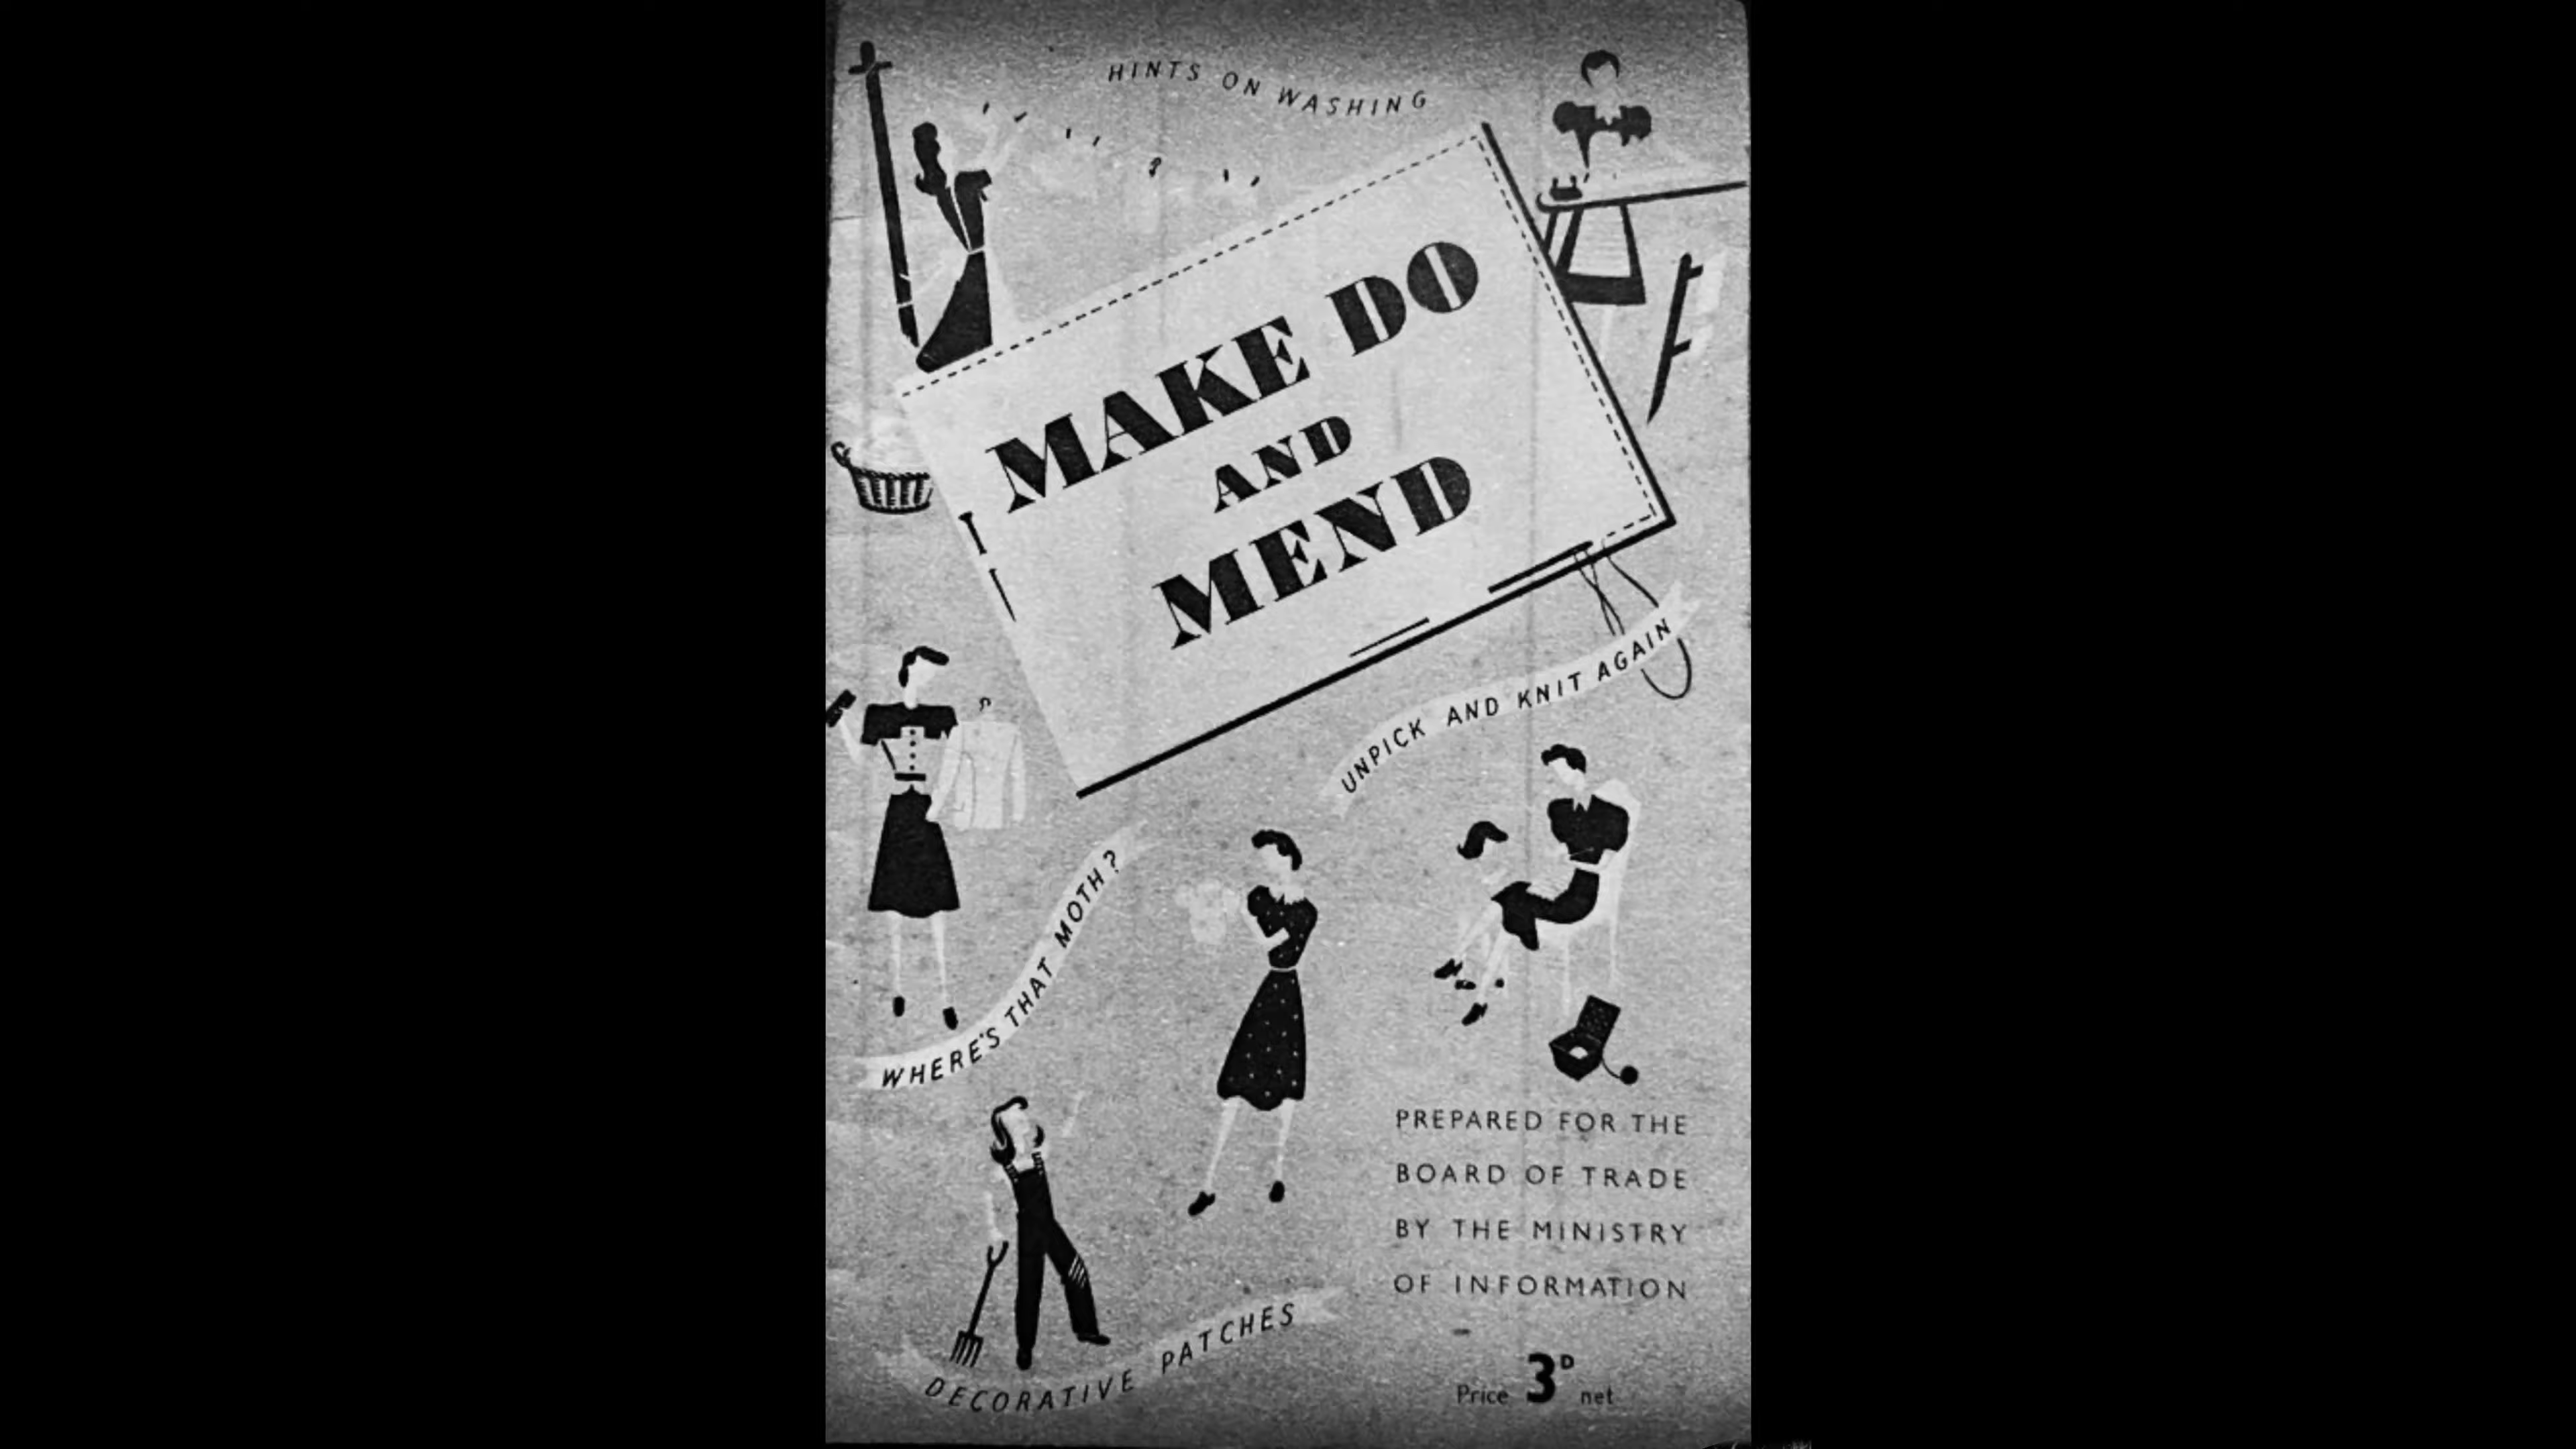 HINTS ON WASHING
MAKE DO
AND
MEND
UNPICK AND KNIT AGAIN
WHERE'S THAT MOTH?
DECORATIVE PATCHES
PREPARED FOR THE
BOARD OF TRADE
BY THE MINISTRY
OF INFORMATION
Price 3D net